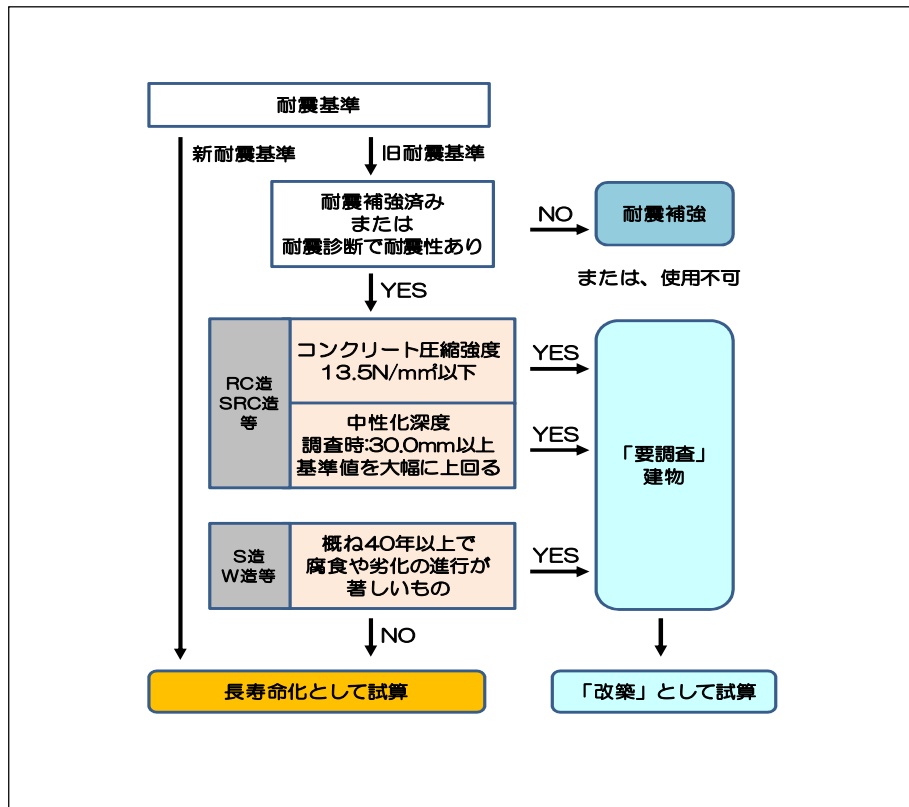 耐震基準
新耐震基準
旧耐震基準
耐震補強済み
または
耐震診断で耐震性あり
NO
耐震補強
または、使用不可
YES
RC造
SRC造
等
コンクリート圧縮強度
13.5N/m㎡以下
YES
中性化深度
調査時:30.0mm以上
基準値を大幅に上回る
YES
「要調査」
建物
S造
W造等
概ね40年以上で
腐食や劣化の進行が
著しいもの
YES
NO
長寿命化として試算
「改築」として試算